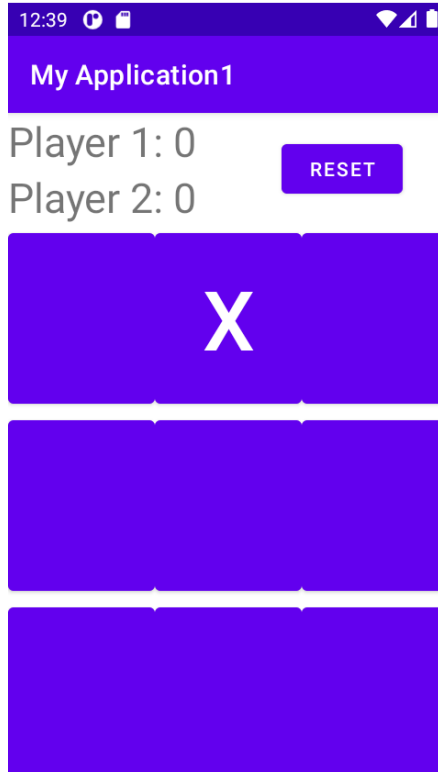 12:39
My Application1
Player 1: 0
RESET
Player 2: 0
X